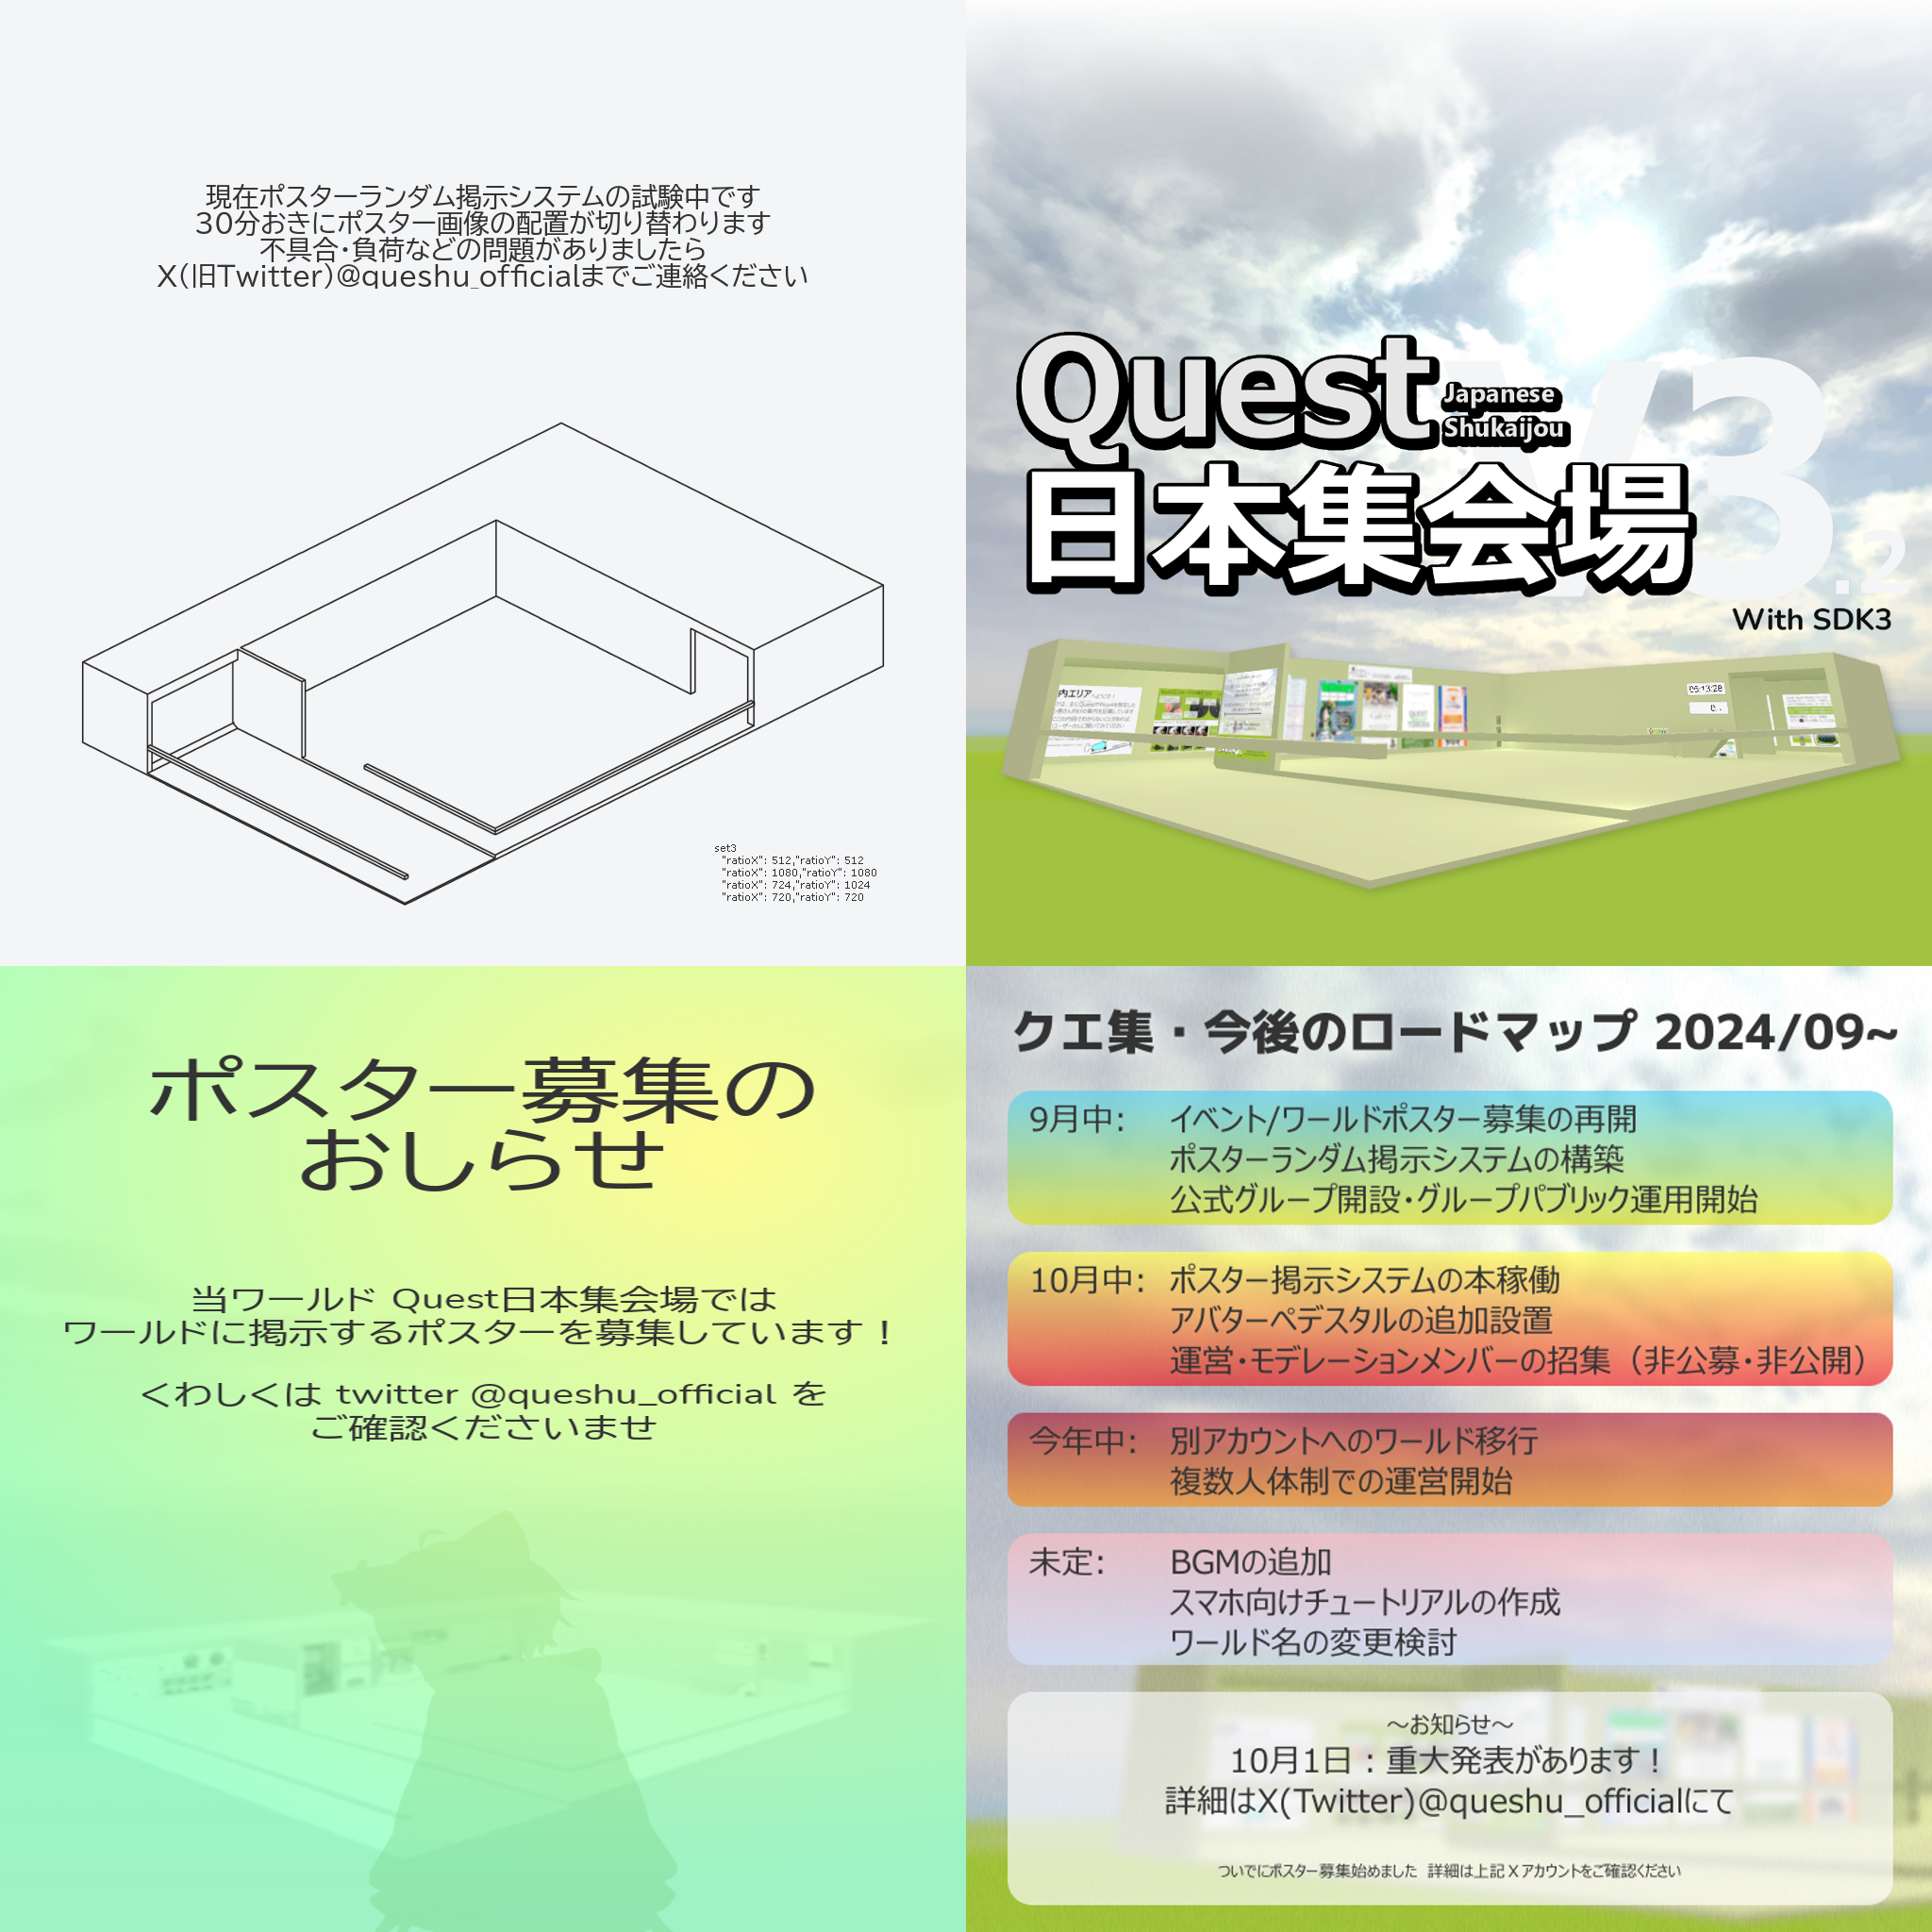 現在ポスターランダム掲示システムの試験中です
30分おきにポスター画像の配置が切り替わります
不具合・負荷などの問題がありましたら
X(旧Twitter)@queshu_officialまでご連絡ください
set3
"ratioX": 512,"ratioY": 512
"ratioX": 1080,"ratioY": 1080
"ratioX": 724,"ratioY": 1024
"ratioX": 720,"ratioY": 720
Quest
Japanese
Shukaijou
日本集会場
V3.2
With SDK3
内エリア
05:13:28
ポスター募集の
おしらせ
当ワールド Quest日本集会場では
ワールドに掲示するポスターを募集しています！
くわしくは twitter @queshu_official を
ご確認くださいませ
クエ集・今後のロードマップ 2024/09~
9月中: イベント/ワールドポスター募集の再開
ポスターランダム掲示システムの構築
公式グループ開設・グループパブリック運用開始
10月中: ポスター掲示システムの本稼働
アバターペデスタルの追加設置
運営・モデレーションメンバーの招集（非公募・非公開）
今年中: 別アカウントへのワールド移行
複数人体制での運営開始
未定: BGMの追加
スマホ向けチュートリアルの作成
ワールド名の変更検討
～お知らせ～
10月1日：重大発表があります！
詳細はX(Twitter)@queshu_officialにて
ついでにポスター募集始めました 詳細は上記 X アカウントをご確認ください